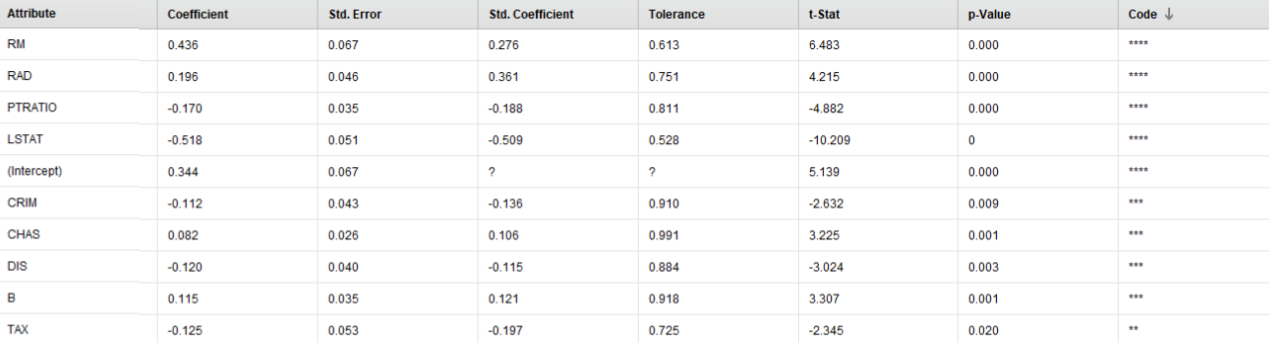 Attribute Coefficient Std. Error Std. Coefficient Tolerance t-Stat p-Value Code ↓
RM 0.436 0.067 0.276 0.613 6.483 0.000 ****
RAD 0.196 0.046 0.361 0.751 4.215 0.000 ****
PTRATIO -0.170 0.035 -0.188 0.811 -4.882 0.000 ****
LSTAT -0.518 0.051 -0.509 0.528 -10.209 0 ****
(Intercept) 0.344 0.067 ? ? 5.139 0.000 ****
CRIM -0.112 0.043 -0.136 0.910 -2.632 0.009 ***
CHAS 0.082 0.026 0.106 0.991 3.225 0.001 ***
DIS -0.120 0.040 -0.115 0.884 -3.024 0.003 ***
B 0.115 0.035 0.121 0.918 3.307 0.001 ***
TAX -0.125 0.053 -0.197 0.725 -2.345 0.020 **